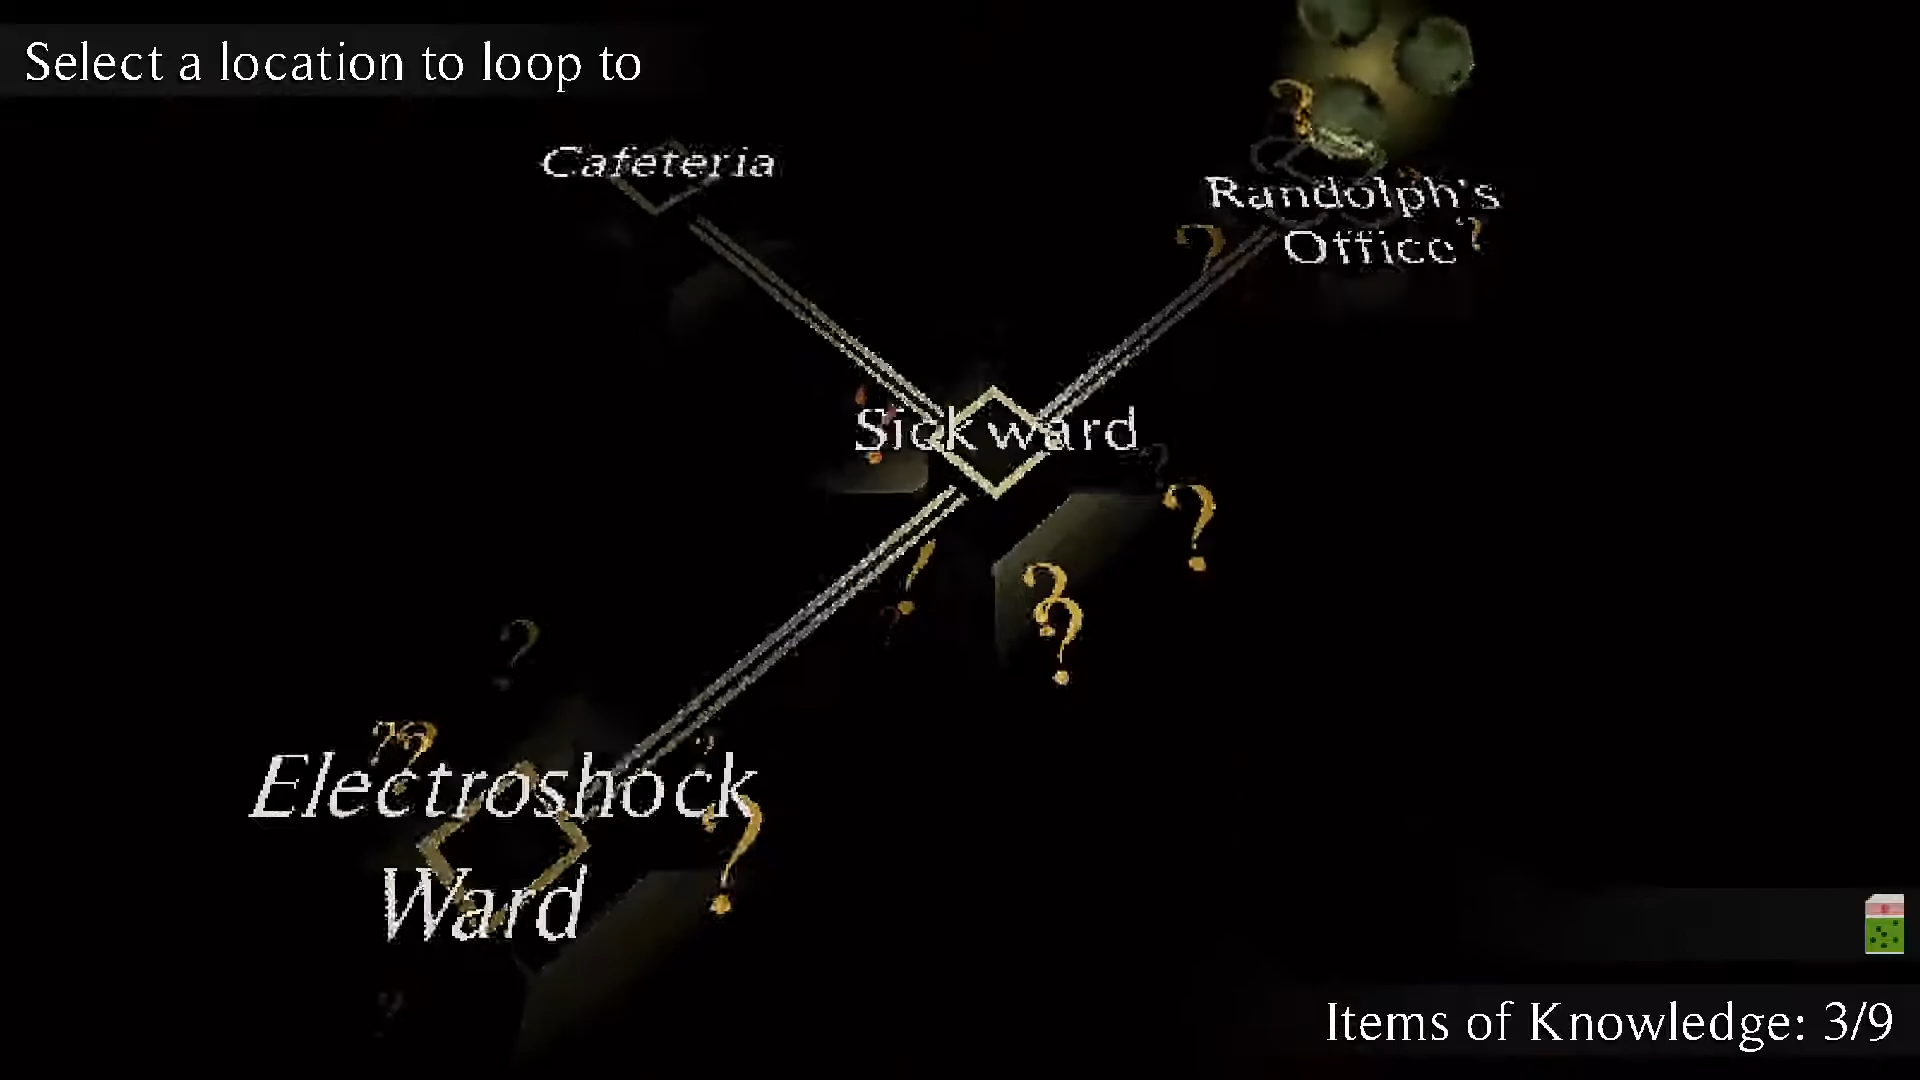 Select a location to loop to
Cafeteria
Randolph's
Office
Sickward
Electroshock
Ward
Items of Knowledge: 3/9